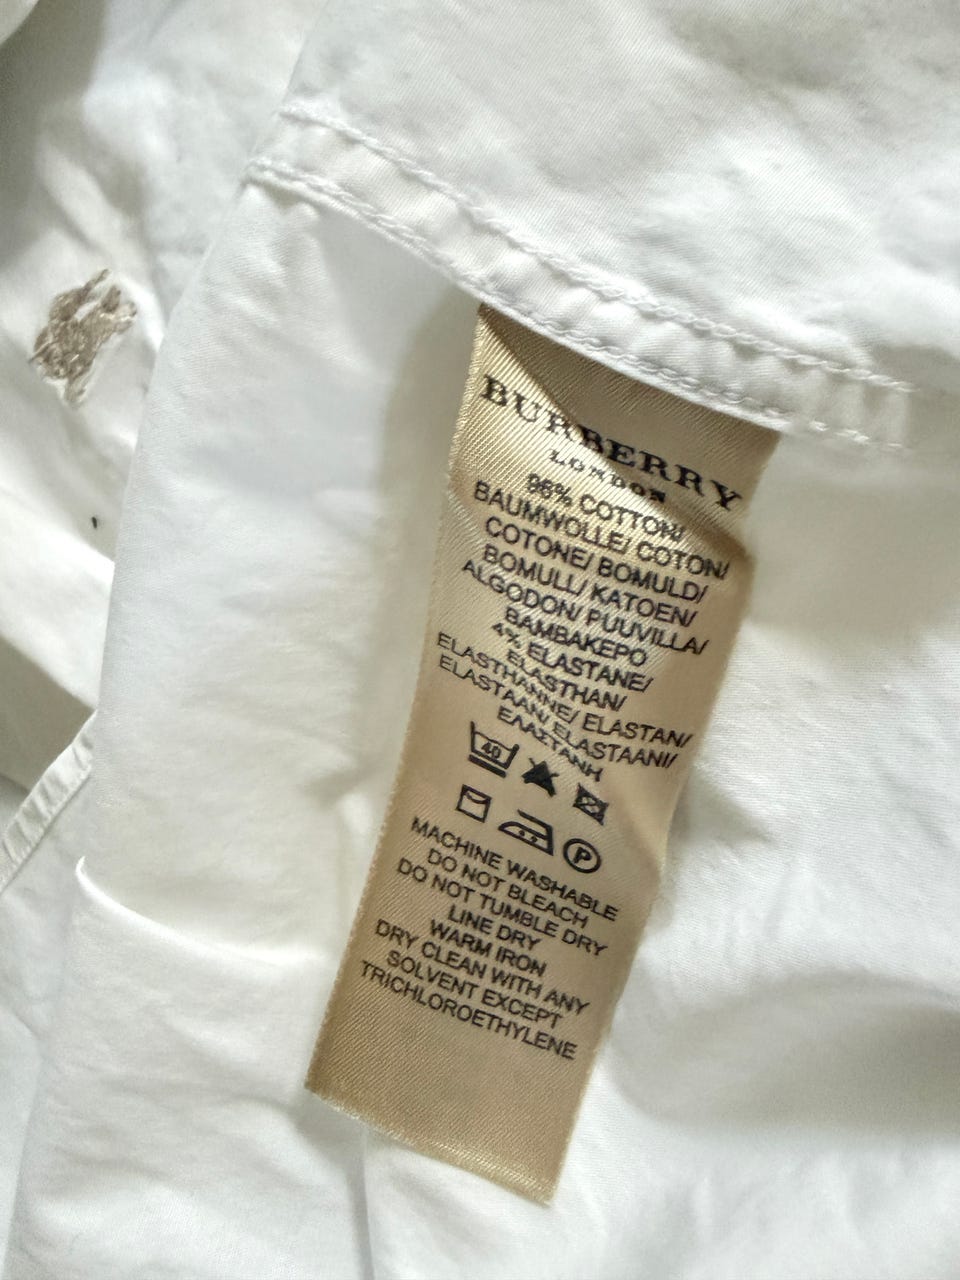 BURBERRY
LONDON
96% COTTON/
BAUMWOLLE/ COTON/
COTONE/ BOMULD/
BOMULL/ KATOEN/
ALGODON/ PUUVILLA/
BAMBAKEPO
4% ELASTANE/
ELASTHAN/
ELASTHANNE/ ELASTAN/
ELASTAAN/ ELASTAANI/
ΕΛΑΣΤΑΝΗ
40
P
MACHINE WASHABLE
DO NOT BLEACH
DO NOT TUMBLE DRY
LINE DRY
WARM IRON
DRY CLEAN WITH ANY
SOLVENT EXCEPT
TRICHLOROETHYLENE